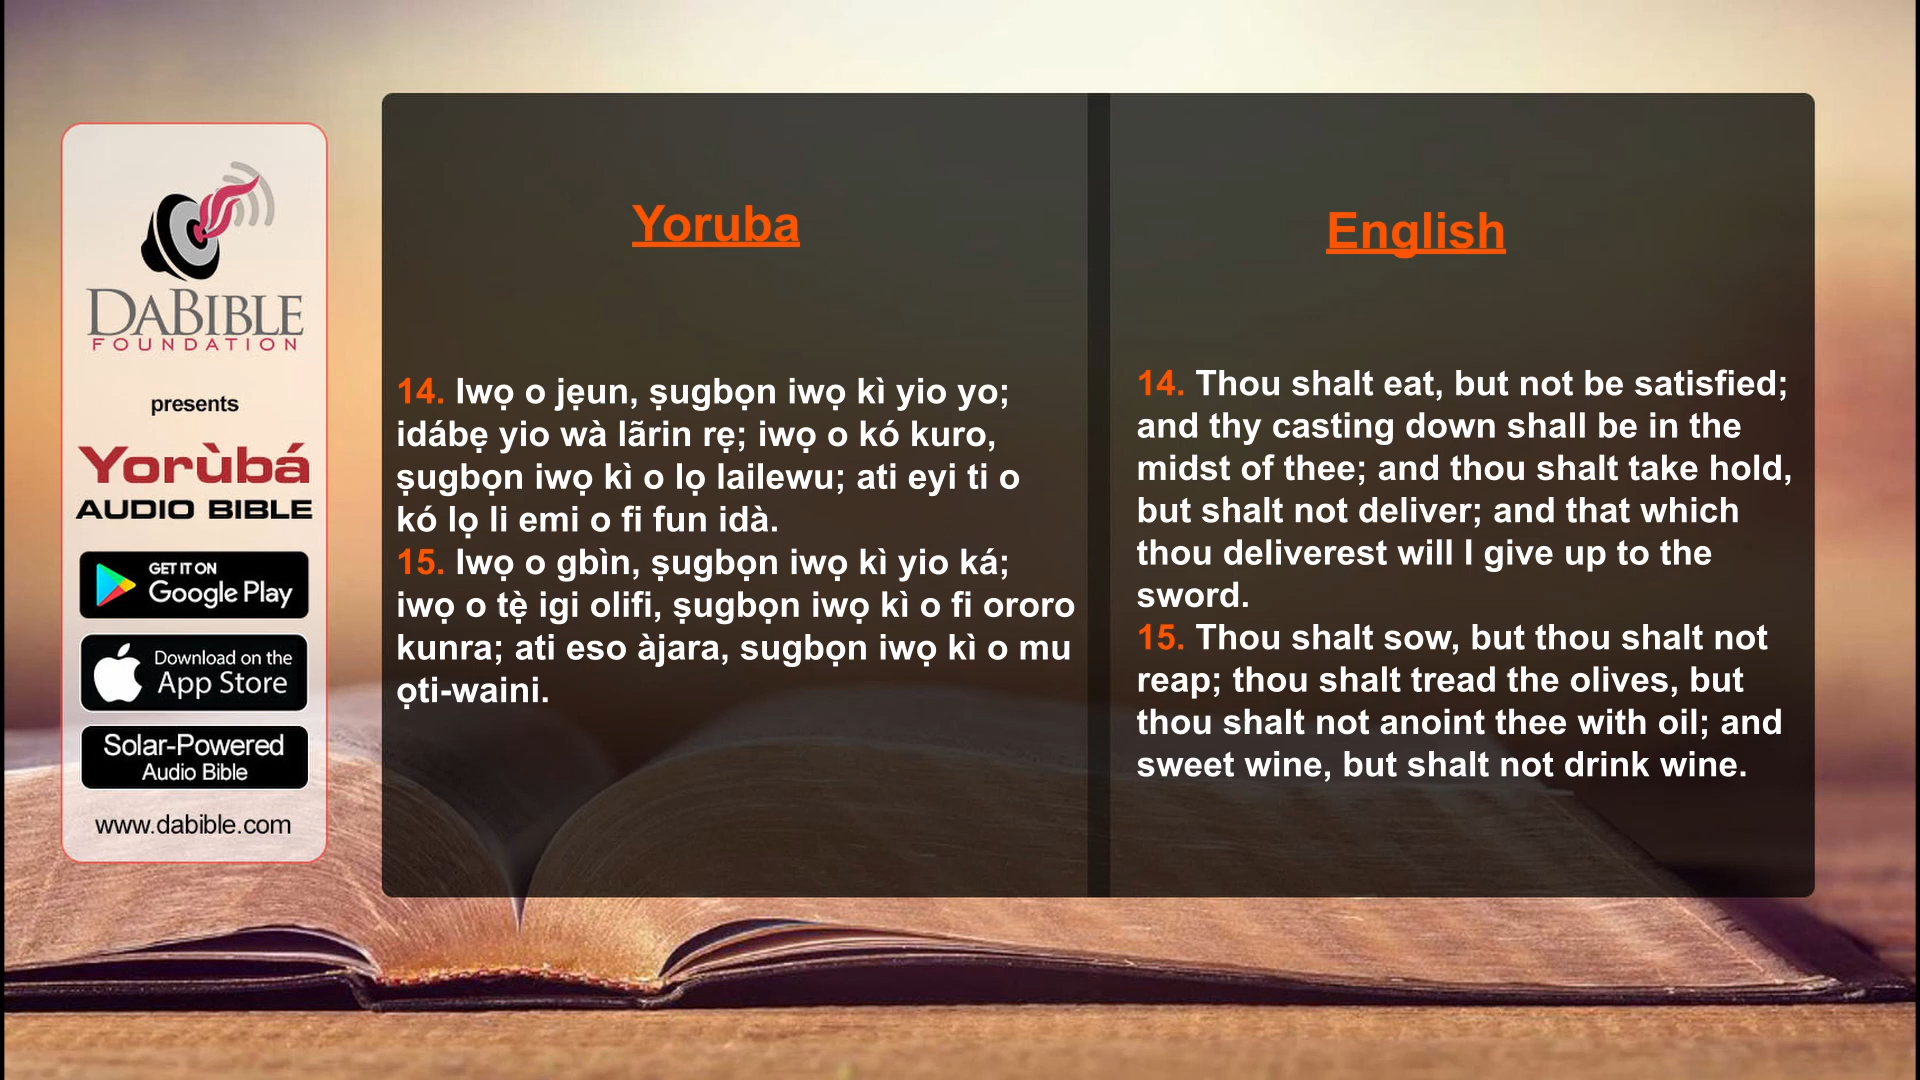 DABIBLE
FOUNDATION
presents
Yorùbá
AUDIO BIBLE
GET IT ON
Google Play
Download on the
App Store
Solar-Powered
Audio Bible
www.dabible.com
Yoruba
14. Iwọ o jẹun, ṣugbọn iwọ kì yio yo;
idábẹ yio wà lãrin rẹ; iwọ o kó kuro,
ṣugbọn iwọ kì o lọ lailewu; ati eyi ti o
kó lọ li emi o fi fun idà.
15. Iwọ o gbìn, ṣugbọn iwọ kì yio ká;
iwọ o tẹ̀ igi olifi, ṣugbọn iwọ kì o fi ororo
kunra; ati eso àjara, sugbọn iwọ kì o mu
ọti-waini.
English
14. Thou shalt eat, but not be satisfied;
and thy casting down shall be in the
midst of thee; and thou shalt take hold,
but shalt not deliver; and that which
thou deliverest will I give up to the
sword.
15. Thou shalt sow, but thou shalt not
reap; thou shalt tread the olives, but
thou shalt not anoint thee with oil; and
sweet wine, but shalt not drink wine.